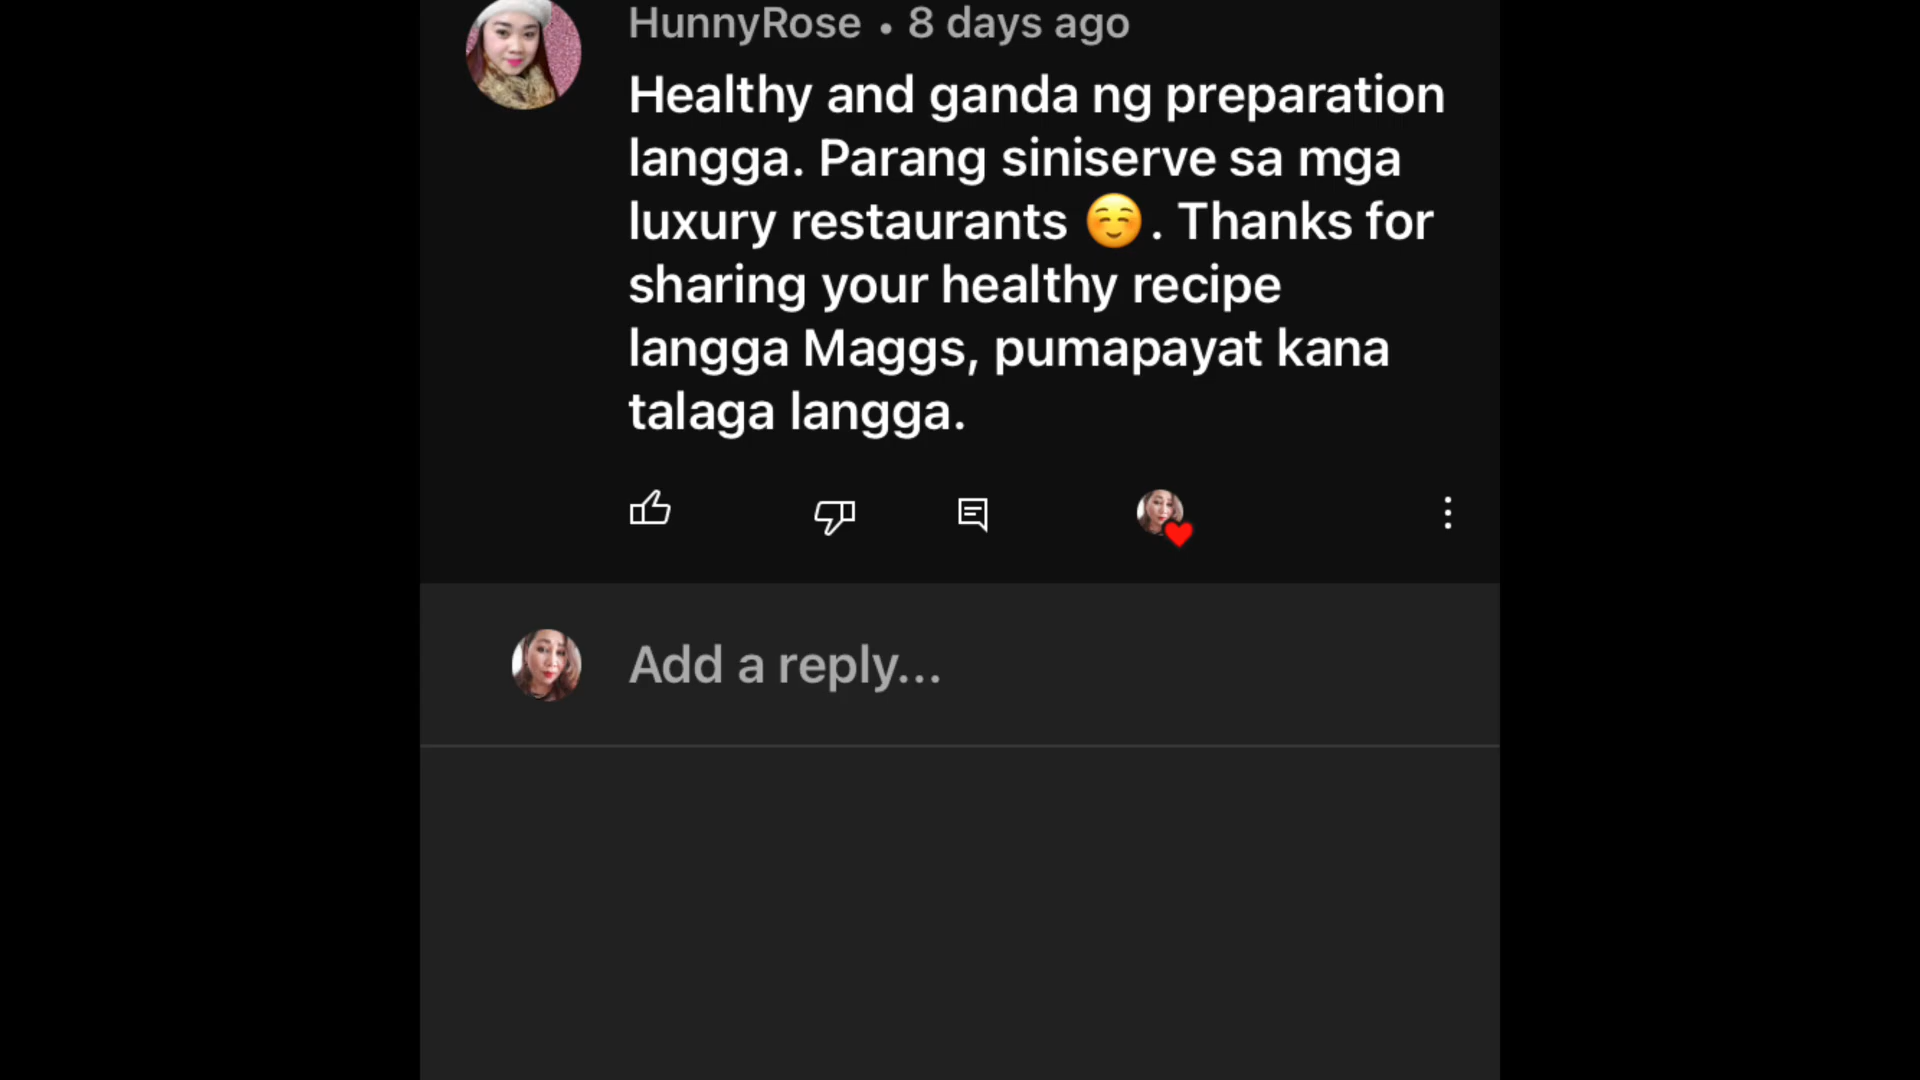 HunnyRose • 8 days ago
Healthy and ganda ng preparation
langga. Parang siniserve sa mga
luxury restaurants ☺️. Thanks for
sharing your healthy recipe
langga Maggs, pumapayat kana
talaga langga.
Add a reply...